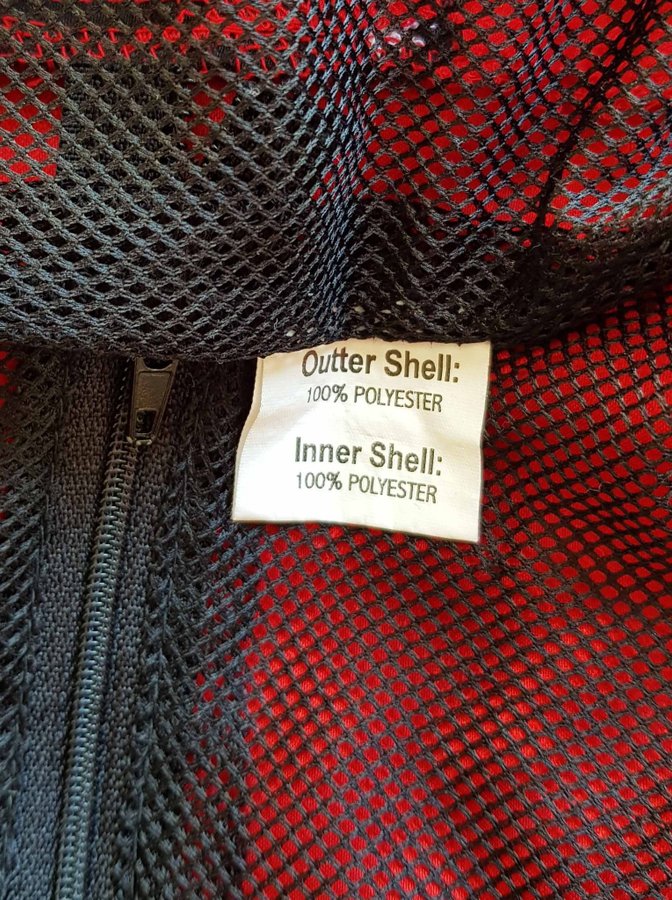 Outter Shell:
100% POLYESTER
Inner Shell:
100% POLYESTER